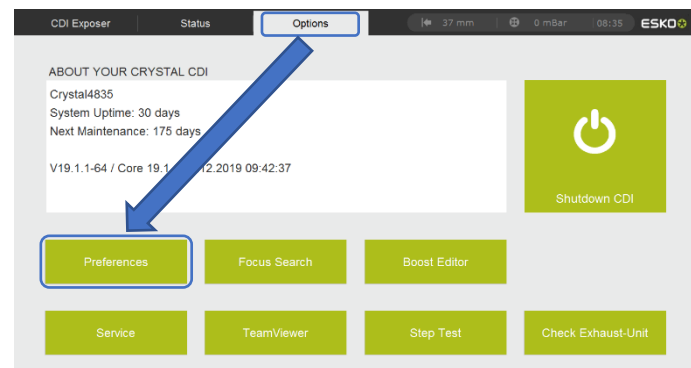 CDI Exposer Status Options 37 mm 0 mBar 08:35 ESKO
ABOUT YOUR CRYSTAL CDI
Crystal4835
System Uptime: 30 days
Next Maintenance: 175 days
V19.1.1-64 / Core 19.1 12.2019 09:42:37
Shutdown CDI
Preferences Focus Search Boost Editor
Service TeamViewer Step Test Check Exhaust-Unit